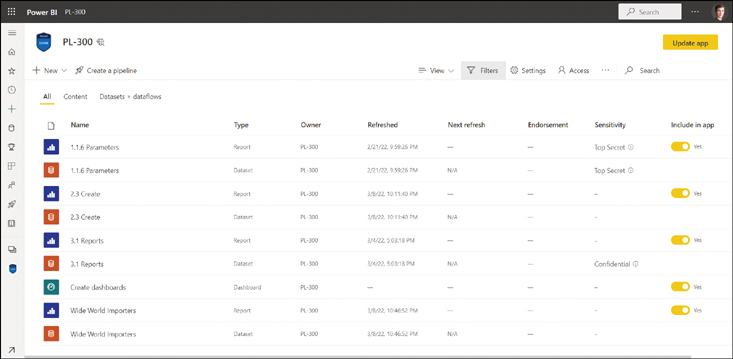 Power BI PL-300 Search
PL-300 Update app
New Create a pipeline View Filters Settings Access Search
All Content Datasets + dataflows
Name Type Owner Refreshed Next refresh Endorsement Sensitivity Include in app
1.1.6 Parameters Report PL-300 2/21/22, 9:59:26 PM — — Top Secret Yes
1.1.6 Parameters Dataset PL-300 2/21/22, 9:59:26 PM N/A — Top Secret
2.3 Create Report PL-300 3/8/22, 10:11:40 PM — — – Yes
2.3 Create Dataset PL-300 3/8/22, 10:11:40 PM N/A — –
3.1 Reports Report PL-300 3/4/22, 5:03:18 PM — — – Yes
3.1 Reports Dataset PL-300 3/4/22, 5:03:18 PM N/A — Confidential
Create dashboards Dashboard PL-300 — — — – Yes
Wide World Importers Report PL-300 3/8/22, 10:46:52 PM — — – Yes
Wide World Importers Dataset PL-300 3/8/22, 10:46:52 PM N/A — –